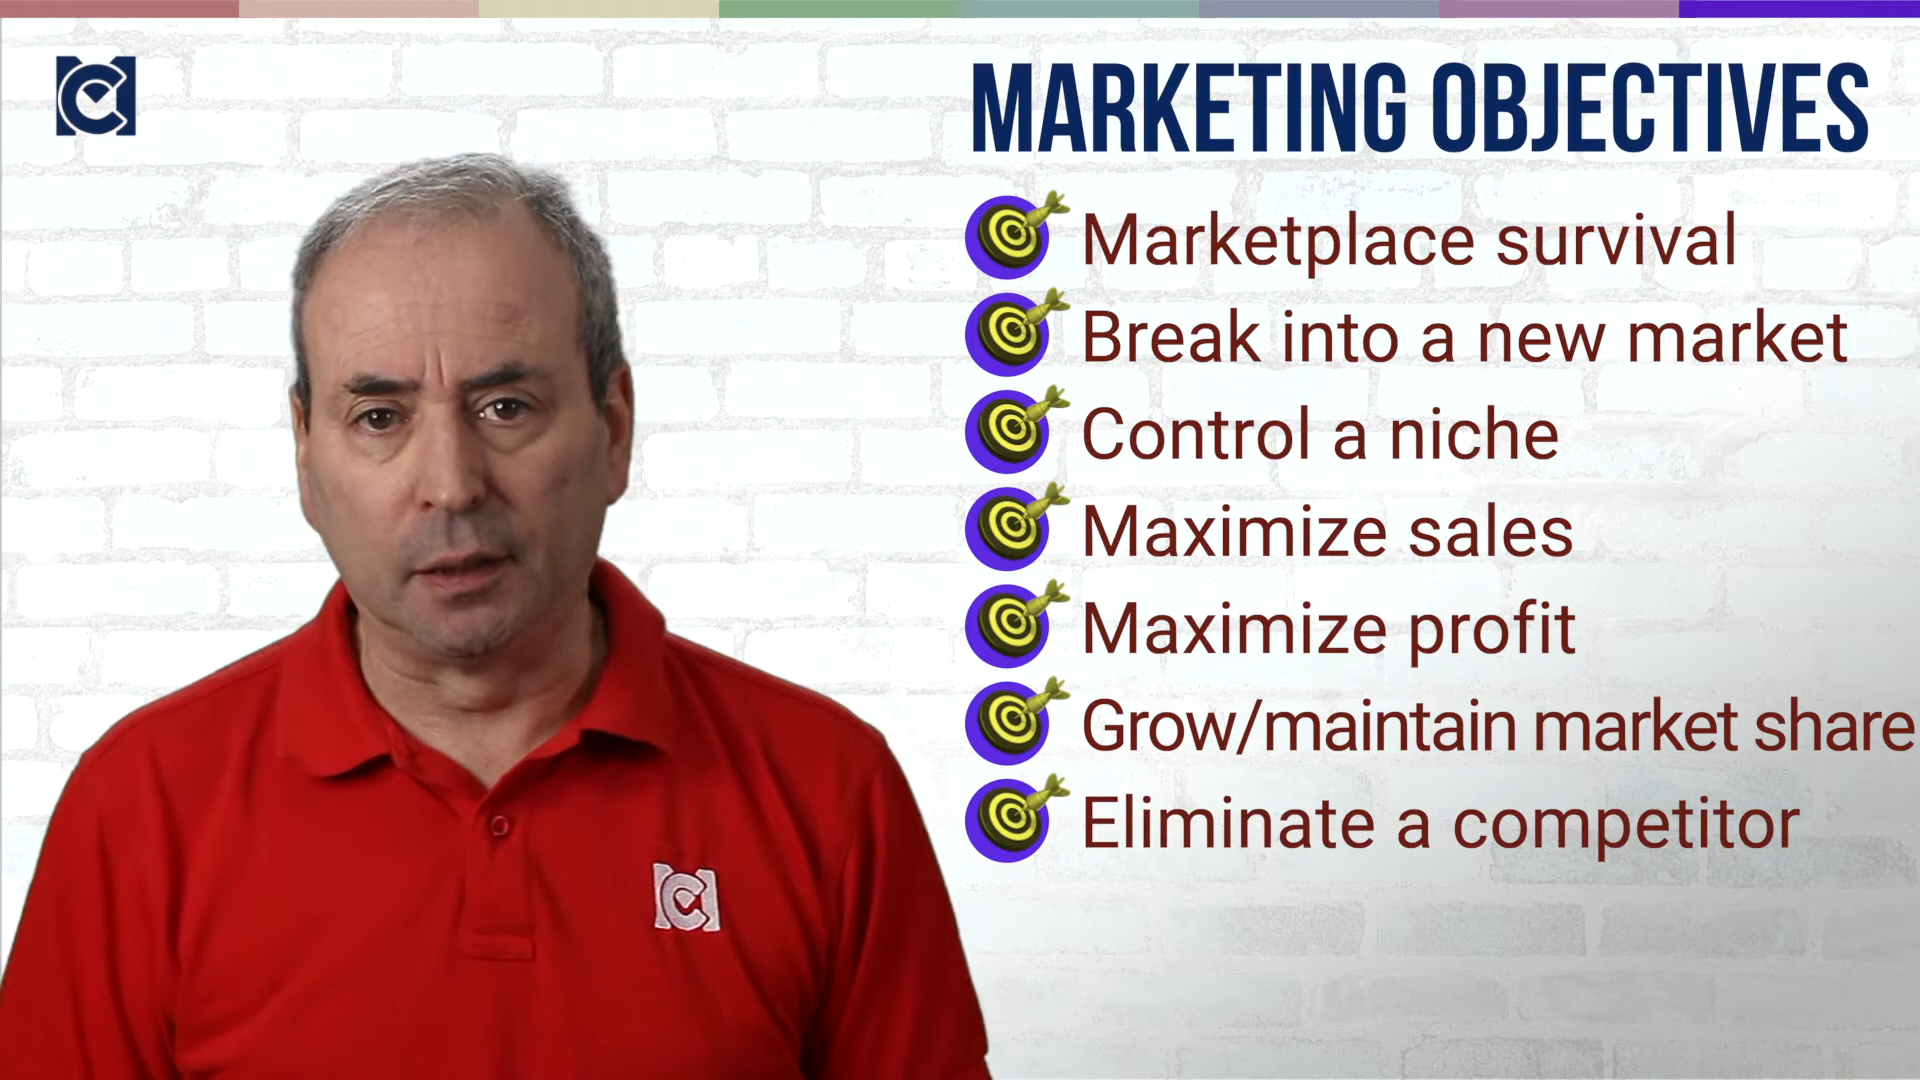 MARKETING OBJECTIVES
Marketplace survival
Break into a new market
Control a niche
Maximize sales
Maximize profit
Grow/maintain market share
Eliminate a competitor